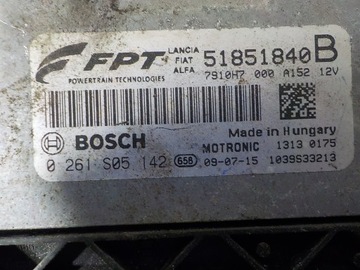 FPT
POWERTRAIN TECHNOLOGIES
LANCIA
FIAT
ALFA
51851840B
7910H7 000 A152 12V
BOSCH
Made in Hungary
MOTRONIC 1313 0175
0 261 S05 142 658 09-07-15 1039S33213